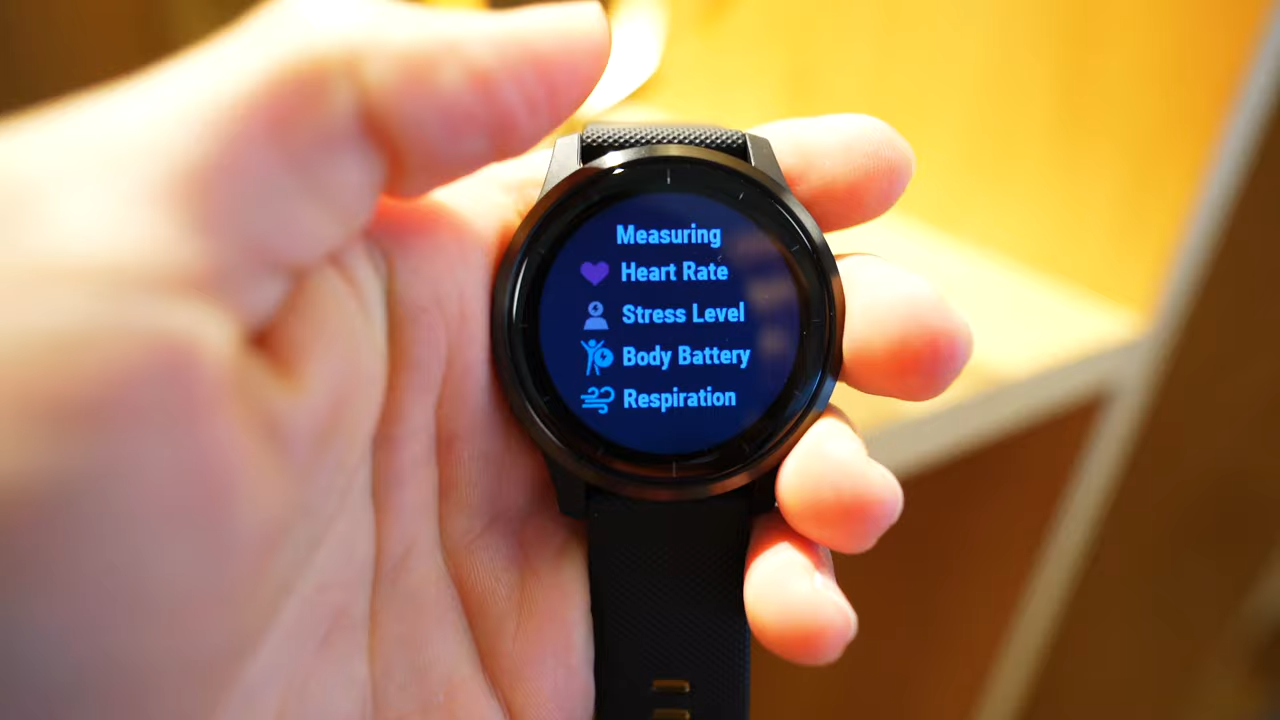 Measuring
Heart Rate
Stress Level
Body Battery
Respiration